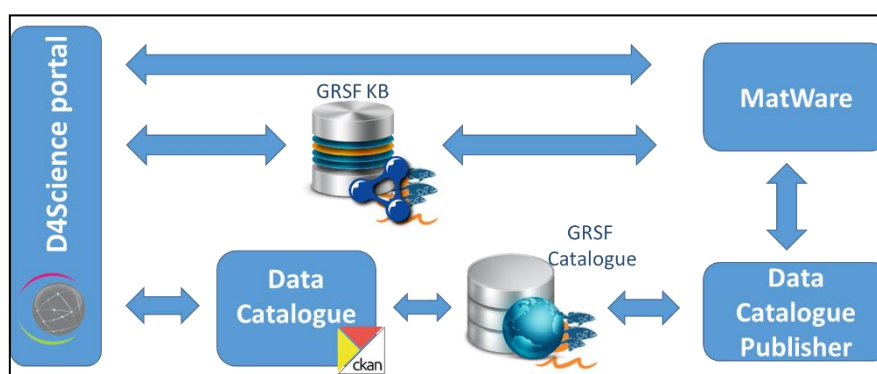 D4Science portal
GRSF KB
MatWare
GRSF
Catalogue
Data
Catalogue
ckan
Data
Catalogue
Publisher